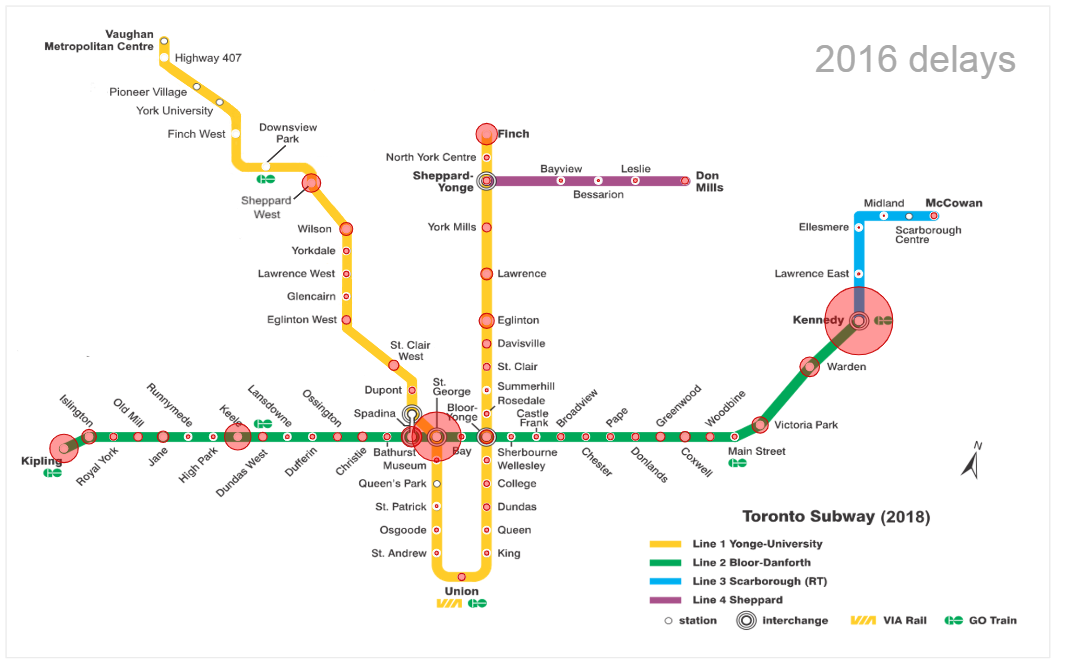 Vaughan
Metropolitan Centre
Highway 407
2016 delays
Pioneer Village
York University
Finch West
Downsview
Park
Finch
North York Centre
Sheppard-
Yonge
Bayview
Leslie
Bessarion
Don
Mills
Sheppard
West
Midland
McCowan
Ellesmere
Scarborough
Centre
Wilson
York Mills
Yorkdale
Lawrence West
Lawrence
Lawrence East
Glencairn
Eglinton West
Eglinton
Kennedy
St. Clair
West
Davisville
St. Clair
Warden
Dupont
St.
George
Summerhill
Rosedale
Spadina
Bloor-
Yonge
Castle
Frank
Islington
Old Mill
Runnymede
Keele
Lansdowne
Ossington
Broadview
Pape
Greenwood
Woodbine
Victoria Park
Kipling
Royal York
Jane
High Park
Dundas West
Dufferin
Christie
Bathurst
Museum
Bay
Sherbourne
Wellesley
Chester
Donlands
Coxwell
Main Street
Queen's Park
College
St. Patrick
Dundas
Osgoode
Queen
St. Andrew
King
Union
VIA
N
Toronto Subway (2018)
Line 1 Yonge-University
Line 2 Bloor-Danforth
Line 3 Scarborough (RT)
Line 4 Sheppard
station
interchange
VIA VIA Rail
GO GO Train